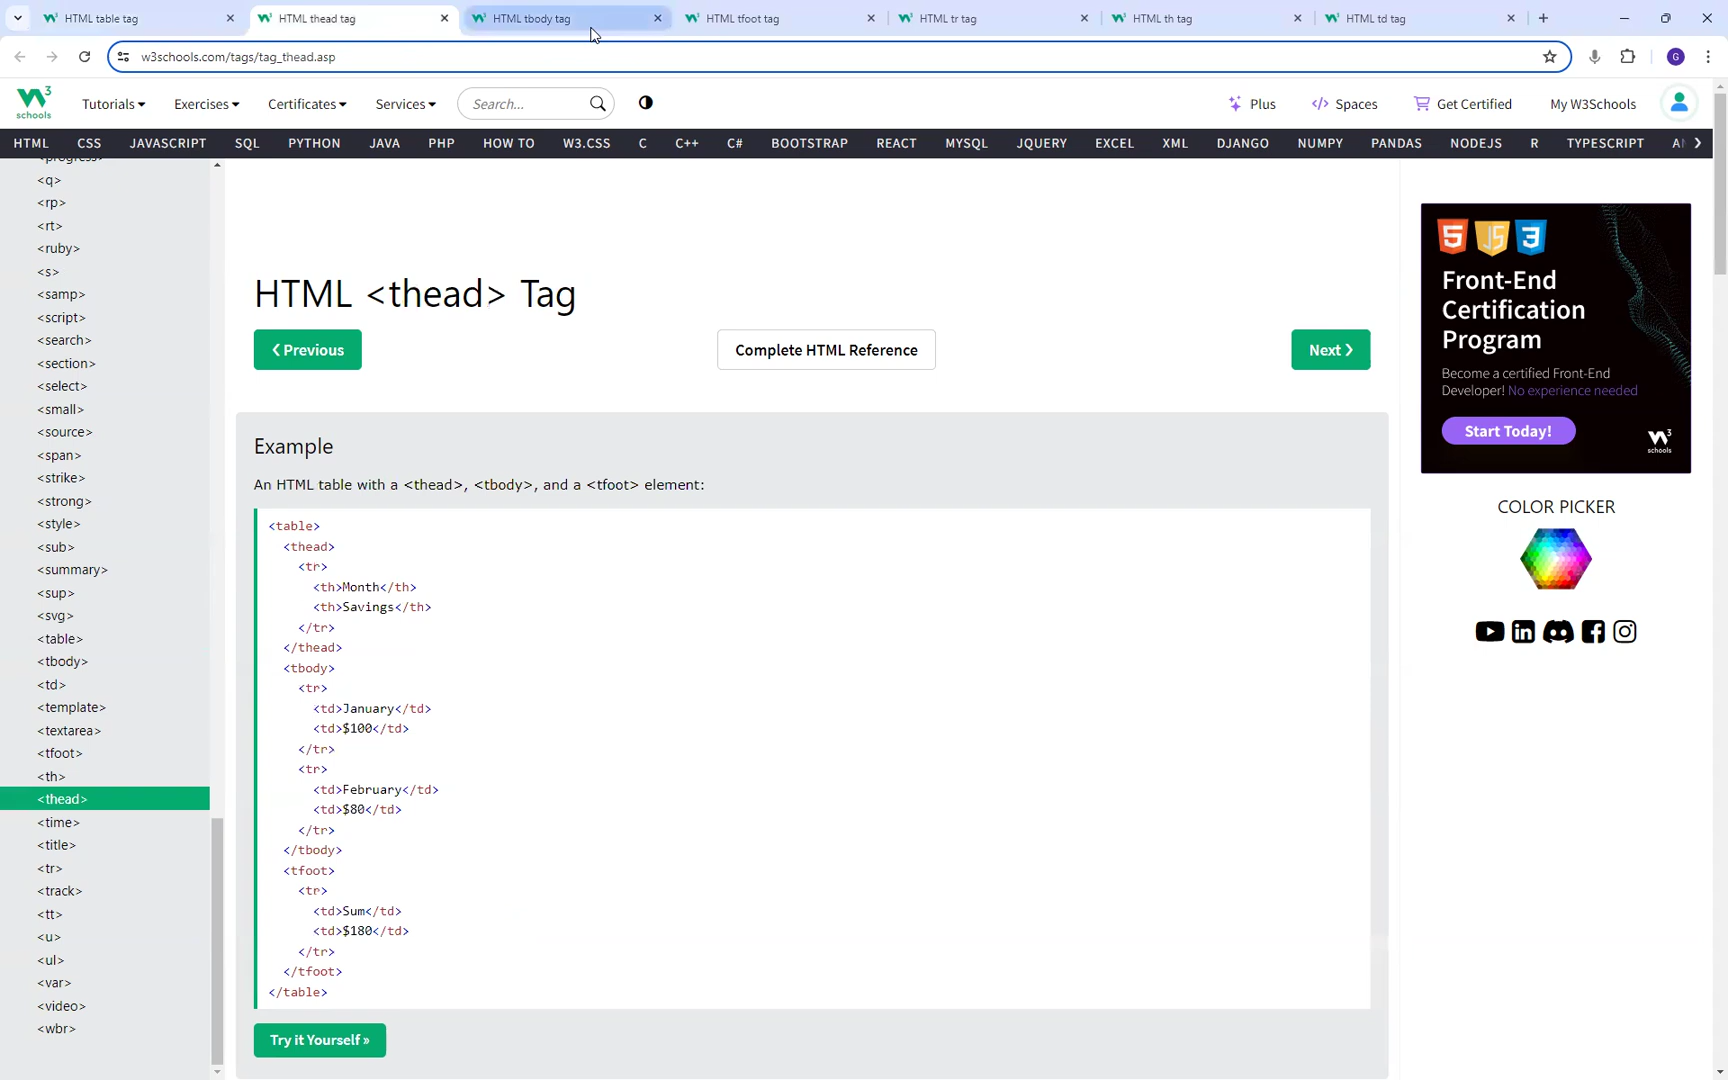 HTML table tag
HTML thead tag
HTML tbody tag
HTML tfoot tag
HTML tr tag
HTML th tag
HTML td tag
w3schools.com/tags/tag_thead.asp
G
3
schools
Tutorials
Exercises
Certificates
Services
Search...
Plus
Spaces
Get Certified
My W3Schools
HTML
CSS
JAVASCRIPT
SQL
PYTHON
JAVA
PHP
HOW TO
W3.CSS
C
C++
C#
BOOTSTRAP
REACT
MYSQL
JQUERY
EXCEL
XML
DJANGO
NUMPY
PANDAS
NODEJS
R
TYPESCRIPT
<progress>
<q>
<rp>
<rt>
<ruby>
<s>
<samp>
<script>
<search>
<section>
<select>
<small>
<source>
<span>
<strike>
<strong>
<style>
<sub>
<summary>
<sup>
<svg>
<table>
<tbody>
<td>
<template>
<textarea>
<tfoot>
<th>
<thead>
<time>
<title>
<tr>
<track>
<tt>
<u>
<ul>
<var>
<video>
<wbr>
HTML <thead> Tag
❮ Previous
Complete HTML Reference
Next ❯
Example
An HTML table with a <thead>, <tbody>, and a <tfoot> element:
<table>
<thead>
<tr>
<th>Month</th>
<th>Savings</th>
</tr>
</thead>
<tbody>
<tr>
<td>January</td>
<td>$100</td>
</tr>
<tr>
<td>February</td>
<td>$80</td>
</tr>
</tbody>
<tfoot>
<tr>
<td>Sum</td>
<td>$180</td>
</tr>
</tfoot>
</table>
Try it Yourself »
5
JS
3
Front-End
Certification
Program
Become a certified Front-End
Developer! No experience needed
Start Today!
3
schools
COLOR PICKER